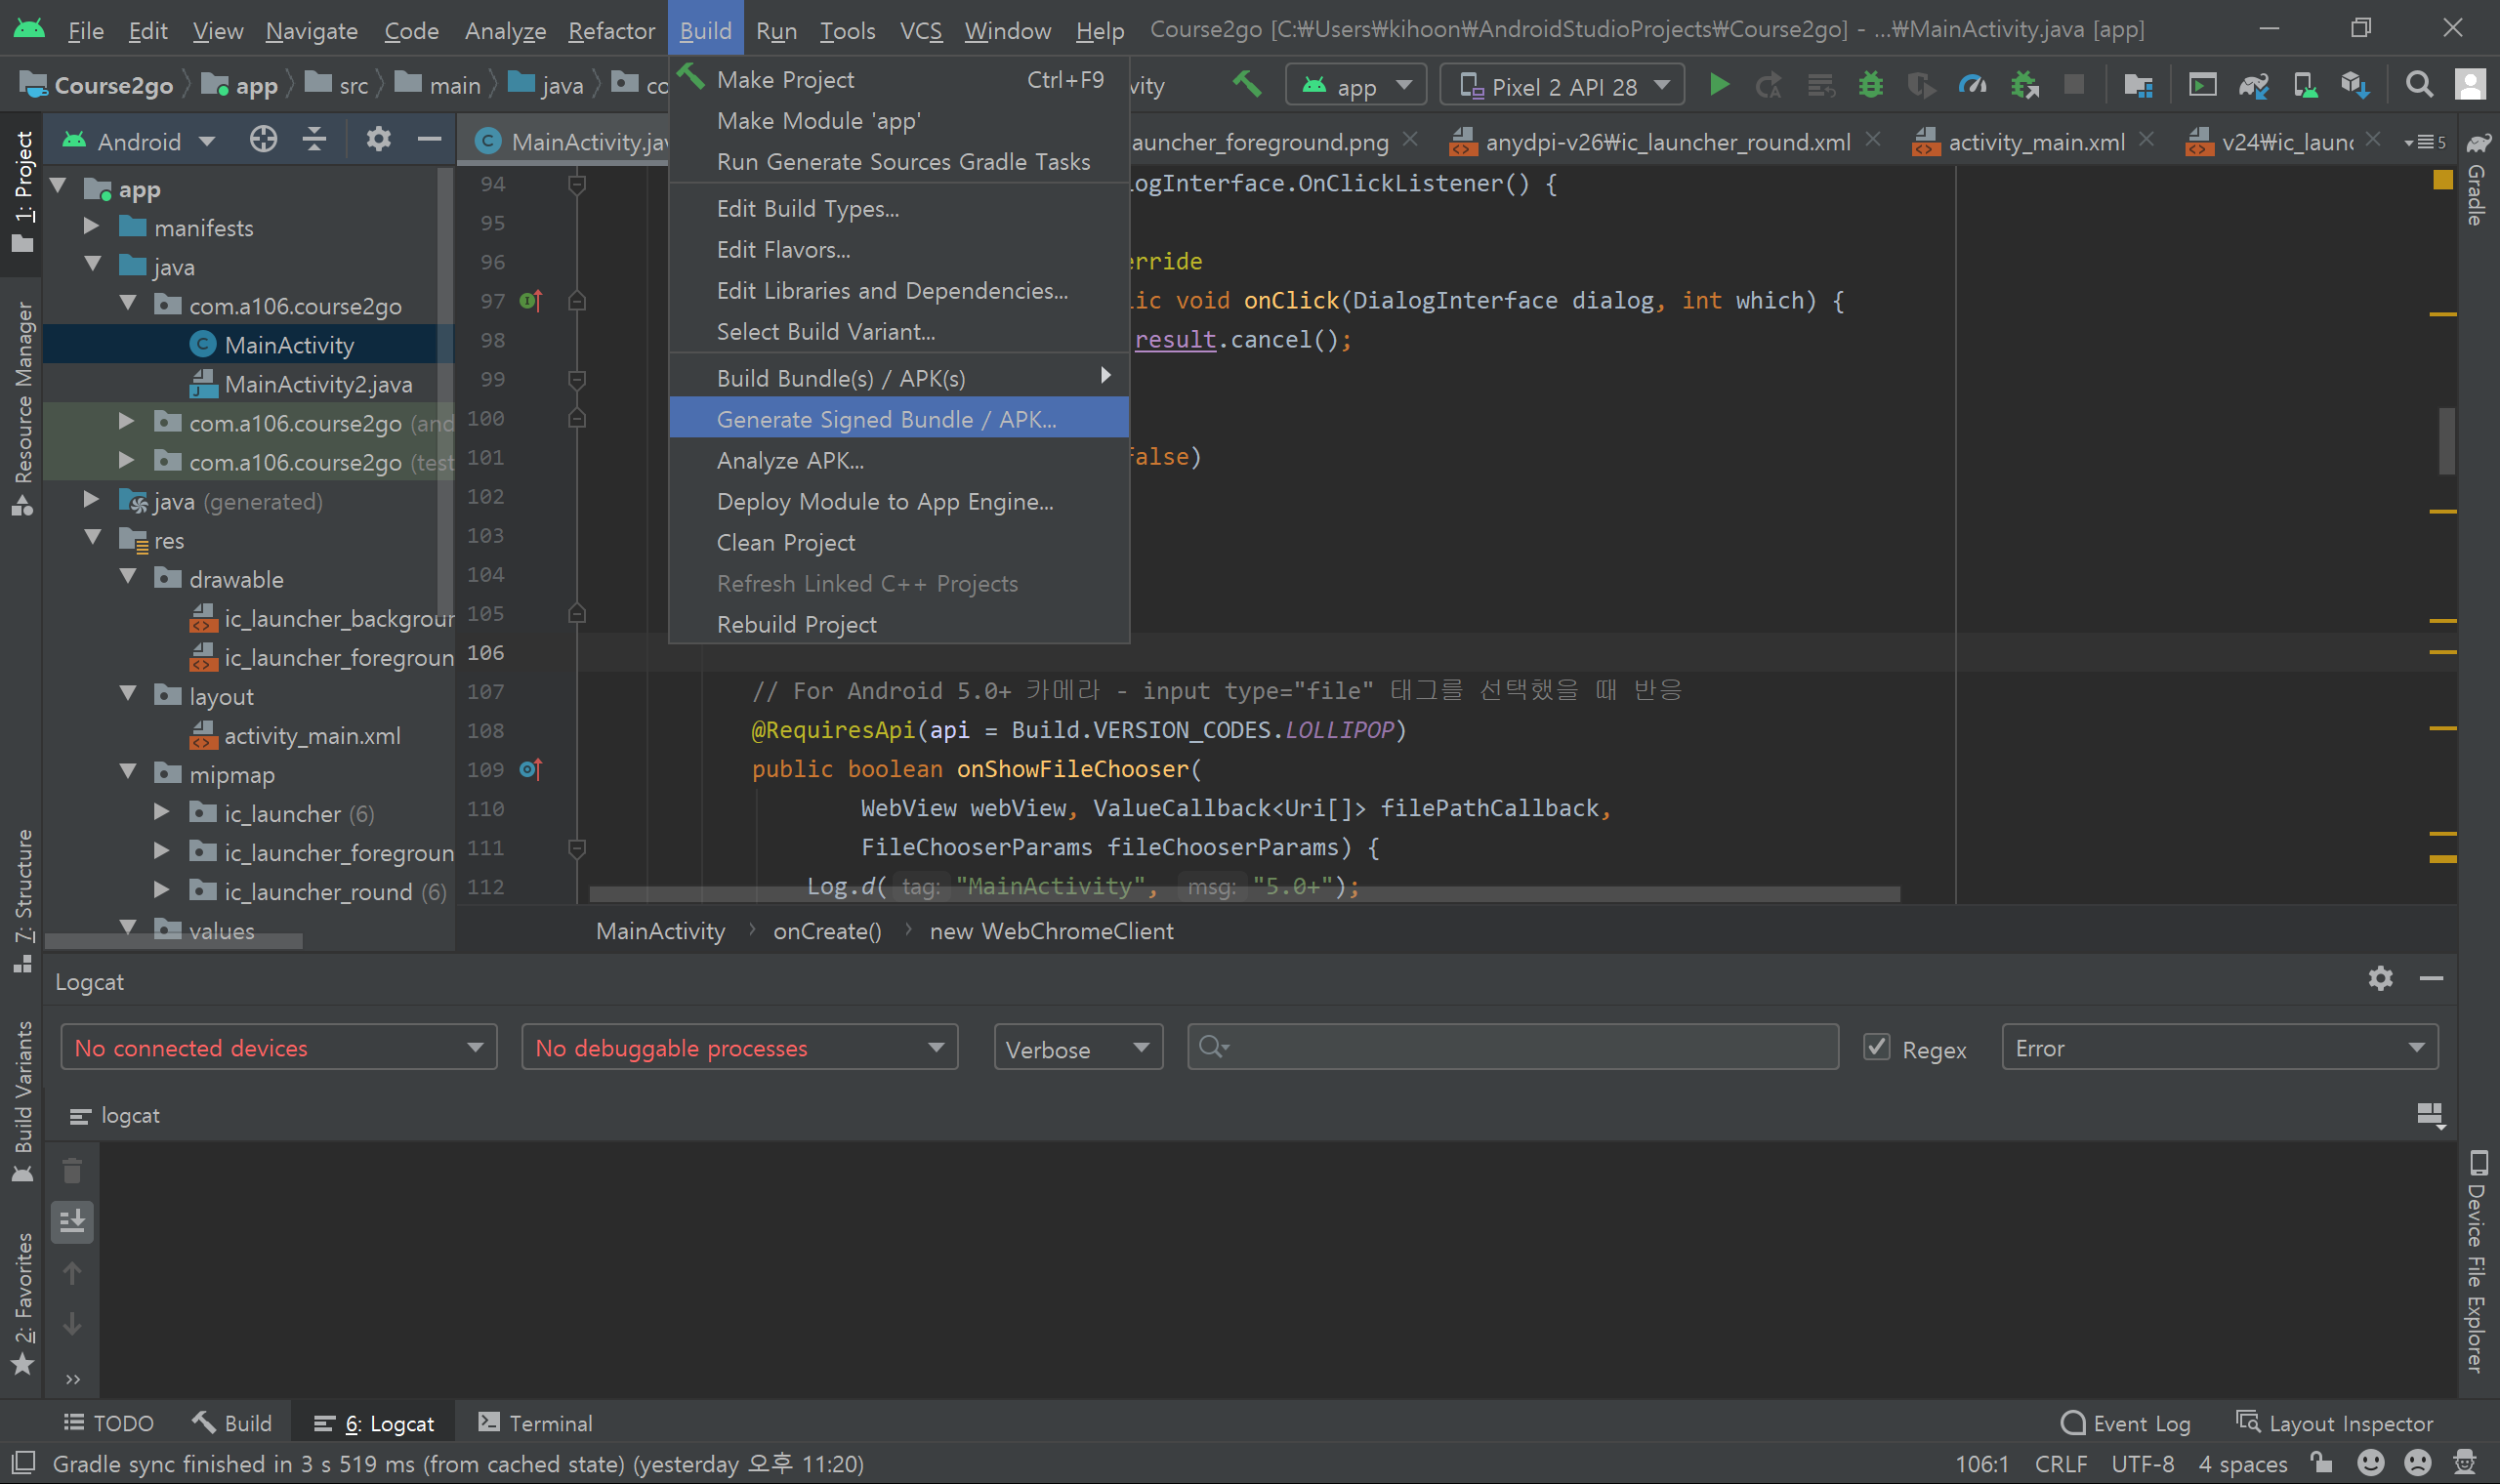 File Edit View Navigate Code Analyze Refactor Build Run Tools VCS Window Help Course2go [C:₩Users₩kihoon₩AndroidStudioProjects₩Course2go] - ...₩MainActivity.java [app]
Course2go app src main java co vity app Pixel 2 API 28
Make Project Ctrl+F9
Make Module 'app'
Run Generate Sources Gradle Tasks
Edit Build Types...
Edit Flavors...
Edit Libraries and Dependencies...
Select Build Variant...
Build Bundle(s) / APK(s)
Generate Signed Bundle / APK...
Analyze APK...
Deploy Module to App Engine...
Clean Project
Refresh Linked C++ Projects
Rebuild Project
1: Project
Resource Manager
7: Structure
Build Variants
2: Favorites
Android
app
manifests
java
com.a106.course2go
MainActivity
MainActivity2.java
com.a106.course2go (and
com.a106.course2go (test
java (generated)
res
drawable
ic_launcher_backgroun
ic_launcher_foregroun
layout
activity_main.xml
mipmap
ic_launcher (6)
ic_launcher_foregroun
ic_launcher_round (6)
values
MainActivity.jav auncher_foreground.png anydpi-v26₩ic_launcher_round.xml activity_main.xml v24₩ic_launc 5
94 logInterface.OnClickListener() {
95
96 erride
97 lic void onClick(DialogInterface dialog, int which) {
98 result.cancel();
99
100
101 false)
102
103
104
105
106
107 // For Android 5.0+ 카메라 - input type="file" 태그를 선택했을 때 반응
108 @RequiresApi(api = Build.VERSION_CODES.LOLLIPOP)
109 public boolean onShowFileChooser(
110 WebView webView, ValueCallback<Uri[]> filePathCallback,
111 FileChooserParams fileChooserParams) {
112 Log.d( tag: "MainActivity", msg: "5.0+");
MainActivity onCreate() new WebChromeClient
Gradle
Device File Explorer
Logcat
No connected devices No debuggable processes Verbose Regex Error
logcat
TODO Build 6: Logcat Terminal Event Log Layout Inspector
Gradle sync finished in 3 s 519 ms (from cached state) (yesterday 오후 11:20) 106:1 CRLF UTF-8 4 spaces